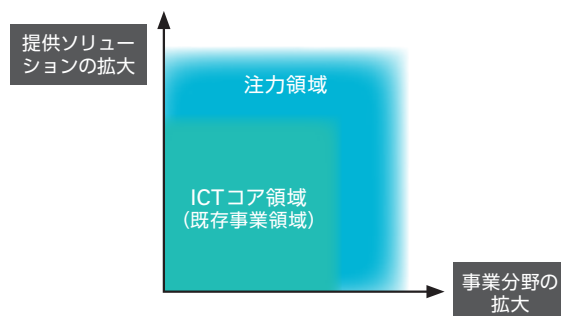 提供ソリュー
ションの拡大
注力領域
ICTコア領域
（既存事業領域）
事業分野の
拡大